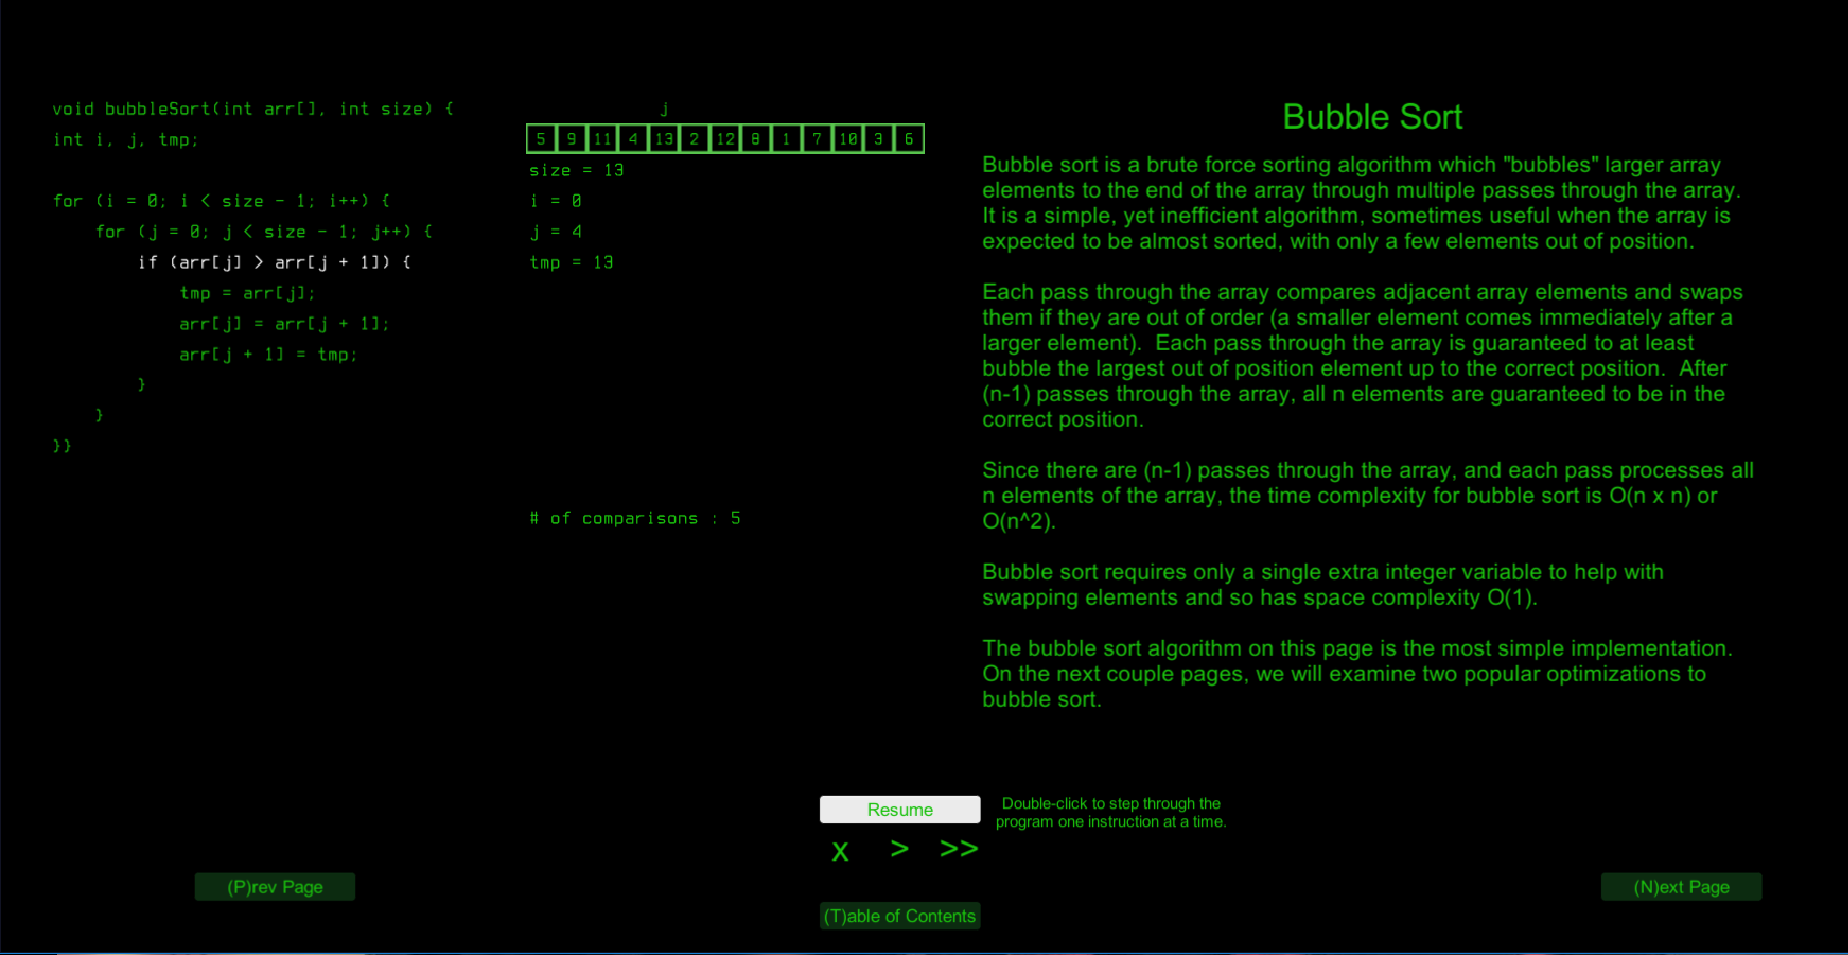 void bubbleSort(int arr[], int size) {
int i, j, tmp;
for (i = 0; i < size - 1; i++) {
for (j = 0; j < size - 1; j++) {
if (arr[j] > arr[j + 1]) {
tmp = arr[j];
arr[j] = arr[j + 1];
arr[j + 1] = tmp;
}
}
}}
j
5 9 11 4 13 2 12 8 1 7 10 3 6
size = 13
i = 0
j = 4
tmp = 13
# of comparisons : 5
Bubble Sort
Bubble sort is a brute force sorting algorithm which "bubbles" larger array
elements to the end of the array through multiple passes through the array.
It is a simple, yet inefficient algorithm, sometimes useful when the array is
expected to be almost sorted, with only a few elements out of position.
Each pass through the array compares adjacent array elements and swaps
them if they are out of order (a smaller element comes immediately after a
larger element).  Each pass through the array is guaranteed to at least
bubble the largest out of position element up to the correct position.  After
(n-1) passes through the array, all n elements are guaranteed to be in the
correct position.
Since there are (n-1) passes through the array, and each pass processes all
n elements of the array, the time complexity for bubble sort is O(n x n) or
O(n^2).
Bubble sort requires only a single extra integer variable to help with
swapping elements and so has space complexity O(1).
The bubble sort algorithm on this page is the most simple implementation.
On the next couple pages, we will examine two popular optimizations to
bubble sort.
Resume
Double-click to step through the
program one instruction at a time.
x > >>
(P)rev Page
(T)able of Contents
(N)ext Page